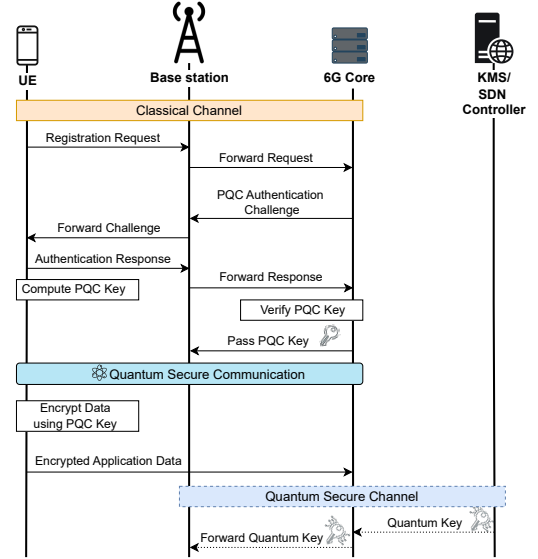 UE
Base station
6G Core
KMS/
SDN
Controller
Classical Channel
Registration Request
Forward Request
PQC Authentication
Challenge
Forward Challenge
Authentication Response
Forward Response
Compute PQC Key
Verify PQC Key
Pass PQC Key
Quantum Secure Communication
Encrypt Data
using PQC Key
Encrypted Application Data
Quantum Secure Channel
Quantum Key
Forward Quantum Key